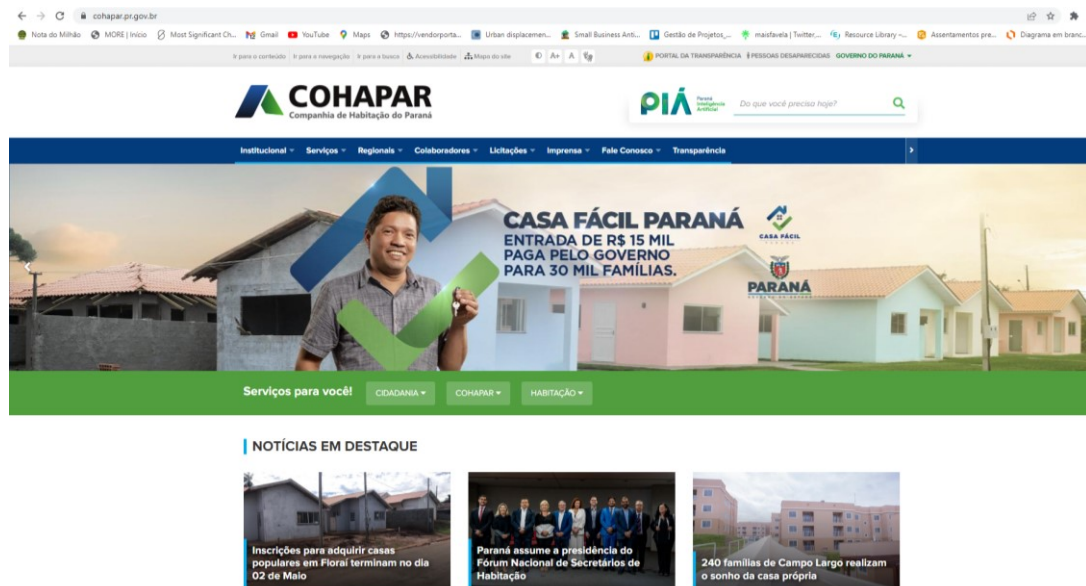 cohapar.pr.gov.br
Nota do Milhão MORE | Início Most Significant Ch... Gmail YouTube Maps https://vendorporta... Urban displacemen... Small Business Anti... Gestão de Projetos_... maisfavela | Twitter,... Resource Library -... Assentamentos pre... Diagrama em branc...
Ir para o conteúdo Ir para a navegação Ir para a busca Acessibilidade Mapa do site A+ A PORTAL DA TRANSPARÊNCIA PESSOAS DESAPARECIDAS GOVERNO DO PARANÁ
COHAPAR
Companhia de Habitação do Paraná
PIÁ Paraná Inteligência Artificial Do que você precisa hoje?
Institucional Serviços Regionais Colaboradores Licitações Imprensa Fale Conosco Transparência
CASA FÁCIL PARANÁ
ENTRADA DE R$ 15 MIL
PAGA PELO GOVERNO
PARA 30 MIL FAMÍLIAS.
CASA FÁCIL
PARANÁ
PARANÁ
GOVERNO DO ESTADO
Serviços para você! CIDADANIA COHAPAR HABITAÇÃO
NOTÍCIAS EM DESTAQUE
Inscrições para adquirir casas
populares em Floraí terminam no dia
02 de Maio
Paraná assume a presidência do
Fórum Nacional de Secretários de
Habitação
240 famílias de Campo Largo realizam
o sonho da casa própria